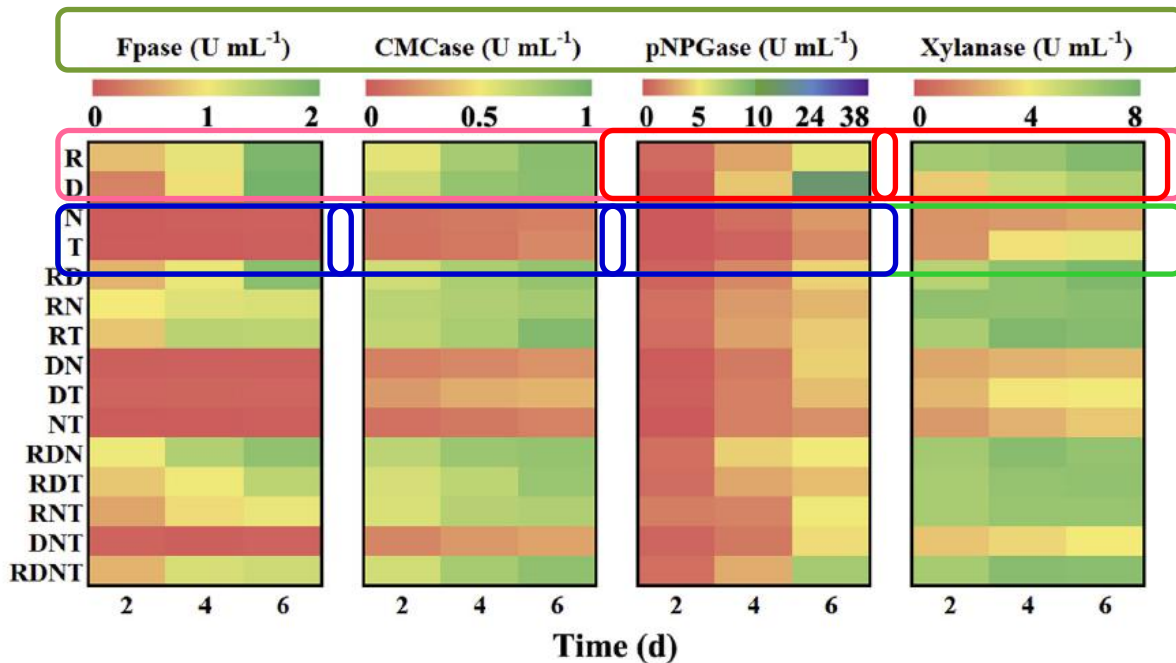 Fpase (U mL⁻¹) CMCase (U mL⁻¹) pNPGase (U mL⁻¹) Xylanase (U mL⁻¹)
0 1 2 0 0.5 1 0 5 10 24 38 0 4 8
R
D
N
T
RD
RN
RT
DN
DT
NT
RDN
RDT
RNT
DNT
RDNT
2 4 6 2 4 6 2 4 6 2 4 6
Time (d)